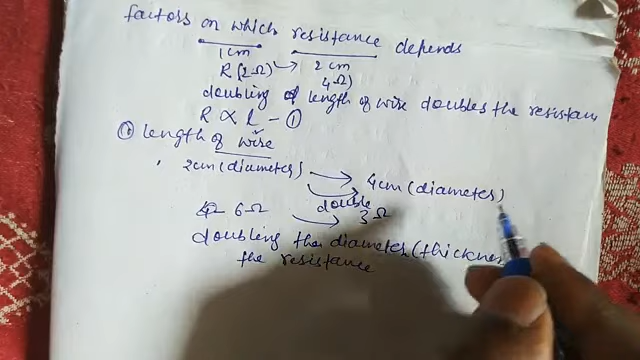 factors on which resistance depends
1cm 2 cm
R(2Ω) → 4Ω)
doubling of length of wire doubles the resistan
R ∝ L - ①
① length of wire
2cm (diameter) → 4cm (diameter)
double
6Ω → 3Ω
doubling the diameter (thickne
the resistance